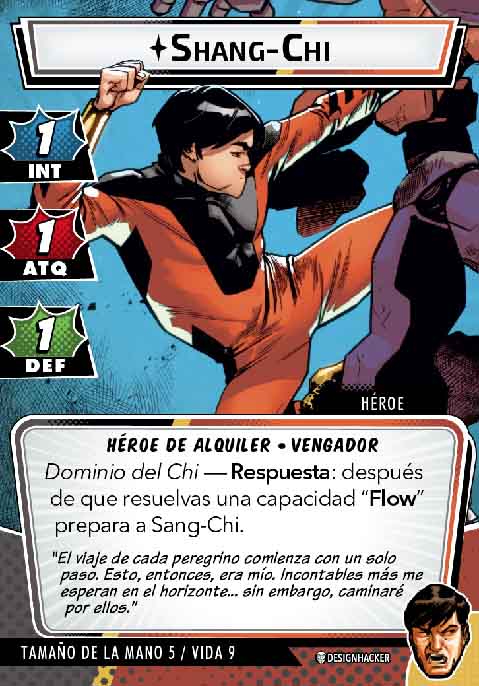 SHANG-CHI
1
INT
1
ATQ
1
DEF
HÉROE
HÉROE DE ALQUILER • VENGADOR
Dominio del Chi — Respuesta: después
de que resuelvas una capacidad “Flow”
prepara a Sang-Chi.
"El viaje de cada peregrino comienza con un solo
paso. Esto, entonces, era mío. Incontables más me
esperan en el horizonte... sin embargo, caminaré
por ellos."
TAMAÑO DE LA MANO 5 / VIDA 9
DESIGNHACKER